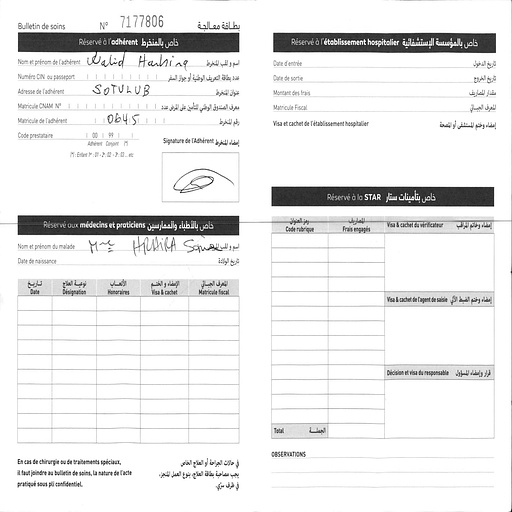 Bulletin de soins N° 7177806 بطاقة معالجة
Réservé à l'adhérent خاص بالمنخرط
Nom et prénom de l'adhérent Walid اسم و لقب المنخرط
Numéro CIN ou passeport عدد بطاقة التعريف الوطنية أو جواز السفر
Adresse de l'adhérent SOTULUB عنوان المنخرط
Matricule CNAM N° معرف الصندوق الوطني للتأمين على المرض عدد
Matricule de l'adhérent 0645 رقم المنخرط
Code prestataire 00 99
Adhérent Conjoint (*)
(*) : Enfant 1er : 01 - 2 : 02 - 3 : 03 ... etc
Signature de l'Adhérent إمضاء المنخرط
Réservé aux médecins et praticiens خاص بالأطباء والممارسين
Nom et prénom du malade Mme اسم و لقب المريض
Date de naissance تاريخ الولادة
تاريخ نوعية العلاج الأتعاب الإمضاء و الختم المعرف الجبائي
Date Désignation Honoraires Visa & cachet Matricule fiscal
En cas de chirurgie ou de traitements spéciaux,
il faut joindre au bulletin de soins, la nature de l'acte
pratiqué sous pli confidentiel.
في حالات الجراحة أو العلاج الخاص
يجب مصاحبة بطاقة العلاج، بنوع العمل المنجز،
في ظرف سرّي.
Réservé à l'établissement hospitalier خاص بالمؤسسة الإستشفائية
Date d'entrée تاريخ الدخول
Date de sortie تاريخ الخروج
Montant des frais مقدار المصاريف
Matricule Fiscal المعرف الجبائي
Visa et cachet de l'établissement hospitalier إمضاء وختم المستشفى أو المصحة
Réservé à la STAR خاص بتأمينات ستار
رمز العنوان المصاريف
Code rubrique Frais engagés
Visa & cachet du vérificateur إمضاء وخاتم المراقب
Visa & cachet de l'agent de saisie إمضاء وختم الضبط الآلي
Décision et visa du responsable قرار وإمضاء المسؤول
Total الجملة
OBSERVATIONS